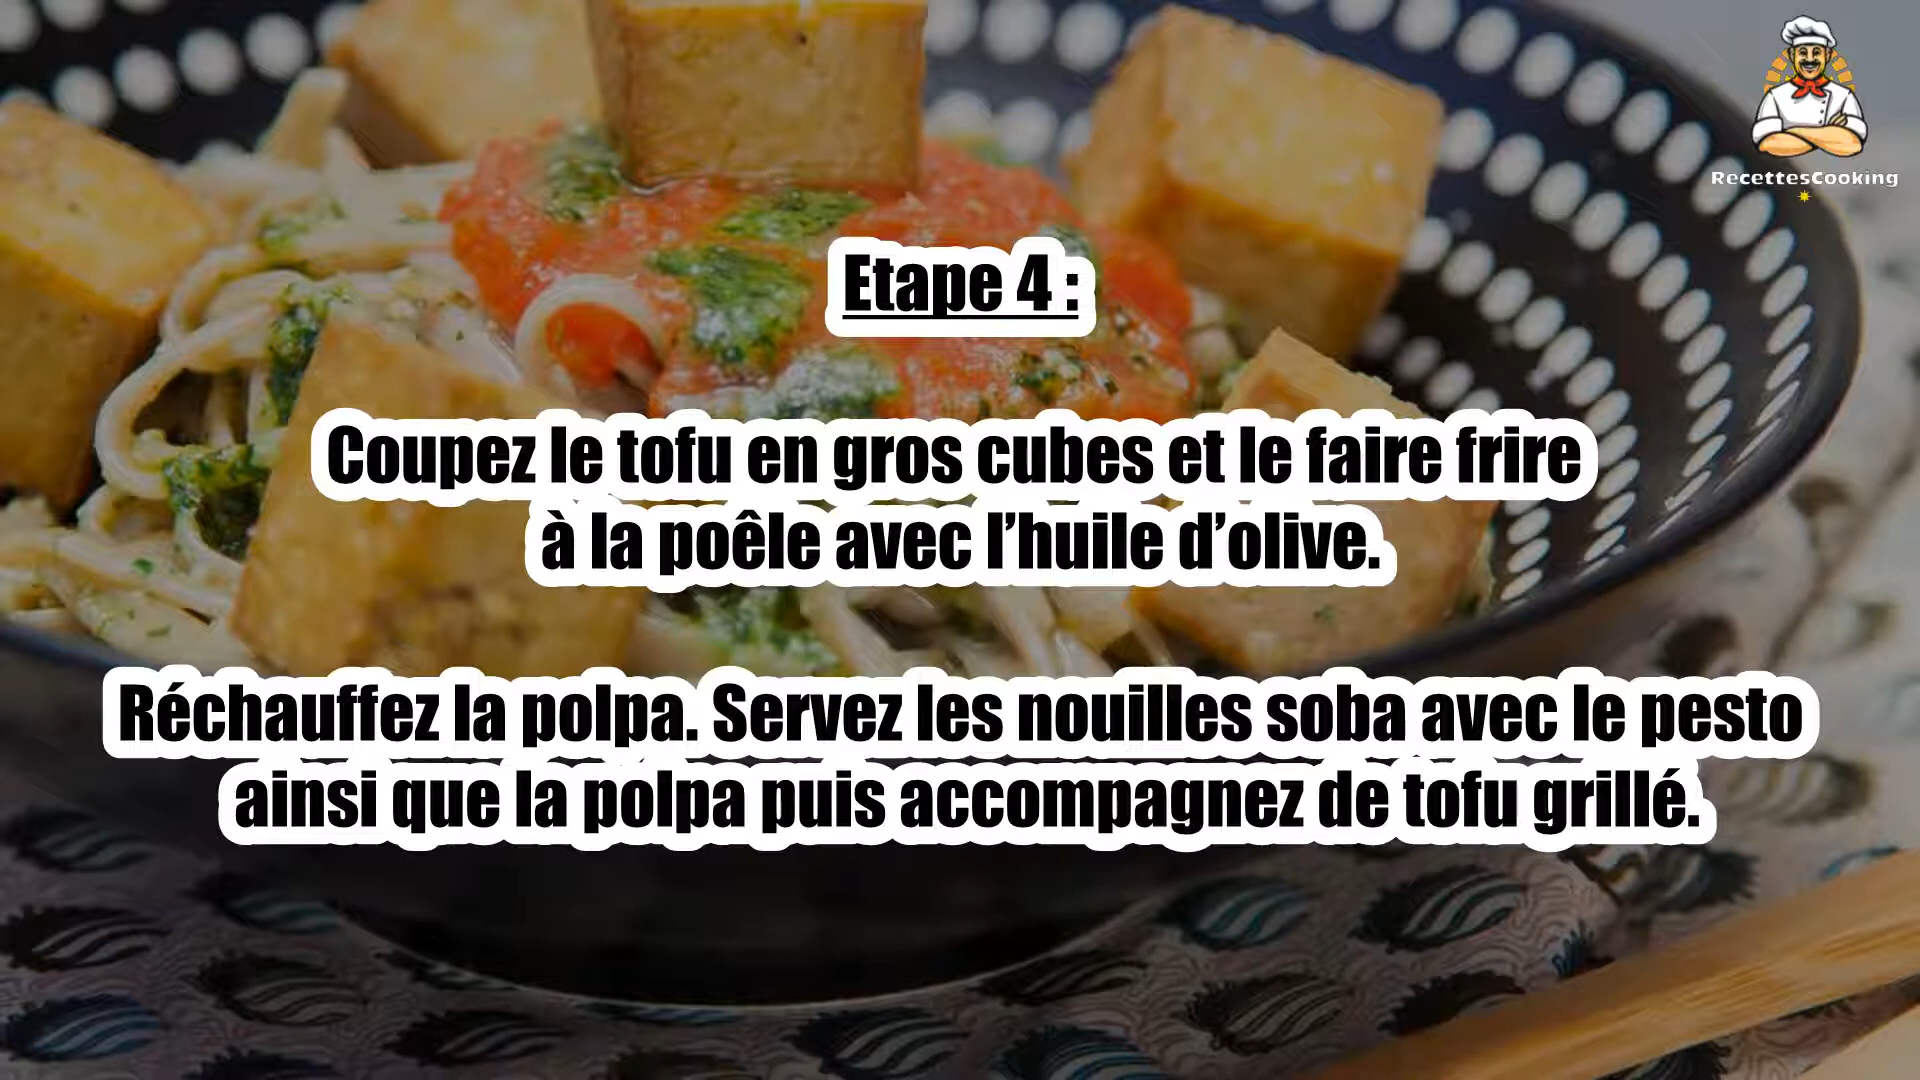 RecettesCooking
Etape 4 :
Coupez le tofu en gros cubes et le faire frire
à la poêle avec l’huile d’olive.
Réchauffez la polpa. Servez les nouilles soba avec le pesto
ainsi que la polpa puis accompagnez de tofu grillé.